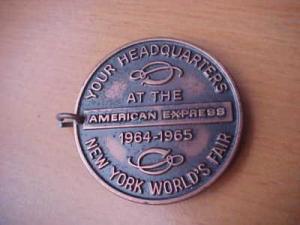 YOUR HEADQUARTERS
AT THE
AMERICAN EXPRESS
1964-1965
NEW YORK WORLD'S FAIR